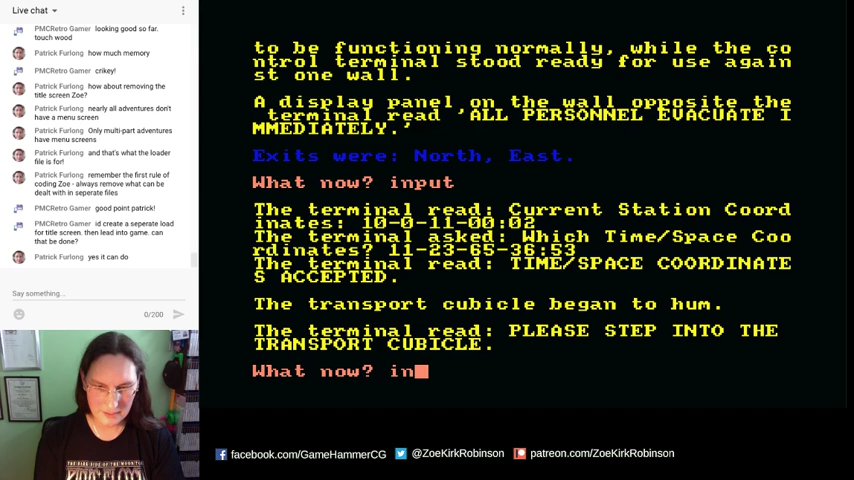 Live chat
PMCRetro Gamer looking good so far.
touch wood
Patrick Furlong how much memory
PMCRetro Gamer crikey!
Patrick Furlong how about removing the
title screen Zoe?
Patrick Furlong nearly all adventures don't
have a menu screen
Patrick Furlong Only multi-part adventures
have menu screens
Patrick Furlong and that's what the loader
file is for!
Patrick Furlong remember the first rule of
coding Zoe - always remove what can be
dealt with in seperate files
PMCRetro Gamer good point patrick!
PMCRetro Gamer id create a seperate load
for title screen. then lead into game. can
that be done?
Patrick Furlong yes it can do
Say something...
0/200
to be functioning normally, while the co
ntrol terminal stood ready for use again
st one wall.
A display panel on the wall opposite the
terminal read 'ALL PERSONNEL EVACUATE I
MMEDIATELY.'
Exits were: North, East.
What now? input
The terminal read: Current Station Coord
inates: 10-0-11-00:02
The terminal asked: Which Time/Space Coo
rdinates? 11-23-65-36:53
The terminal read: TIME/SPACE COORDINATE
S ACCEPTED.
The transport cubicle began to hum.
The terminal read: PLEASE STEP INTO THE
TRANSPORT CUBICLE.
What now? in
facebook.com/GameHammerCG @ZoeKirkRobinson patreon.com/ZoeKirkRobinson